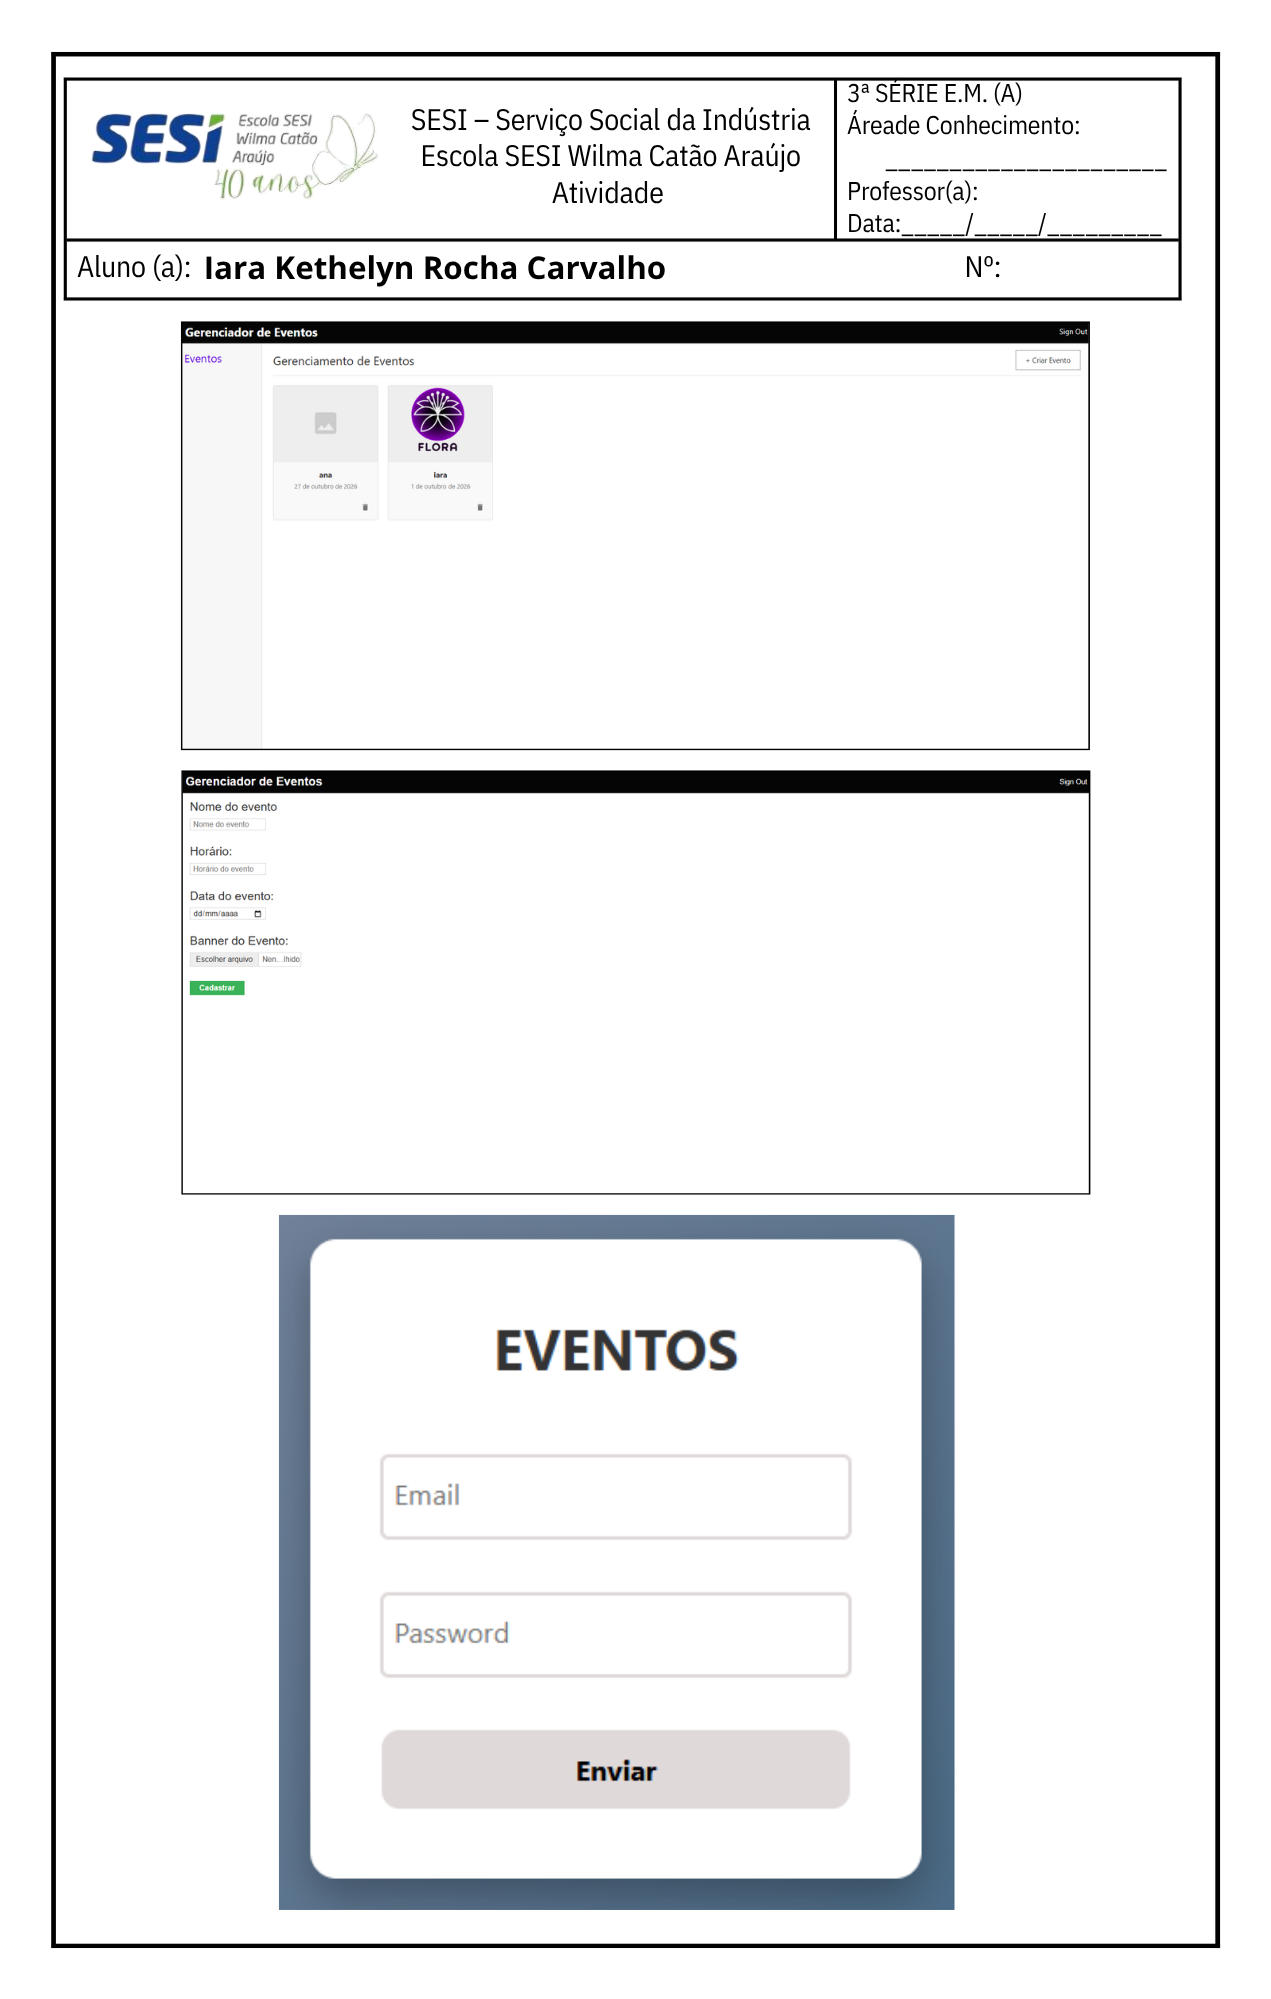 SESI
Escola SESI
Wilma Catão
Araújo
40 anos
SESI – Serviço Social da Indústria
Escola SESI Wilma Catão Araújo
Atividade
3ª SÉRIE E.M. (A)
Áreade Conhecimento:
______________________
Professor(a):
Data:_____/_____/_________
Aluno (a): Iara Kethelyn Rocha Carvalho Nº:
Gerenciador de Eventos Sign Out
Eventos
Gerenciamento de Eventos + Criar Evento
FLORA
ana iara
27 de outubro de 2026 1 de outubro de 2026
Gerenciador de Eventos Sign Out
Nome do evento
Nome do evento
Horário:
Horário do evento
Data do evento:
dd/mm/aaaa
Banner do Evento:
Escolher arquivo Nen...lhido
Cadastrar
EVENTOS
Email
Password
Enviar